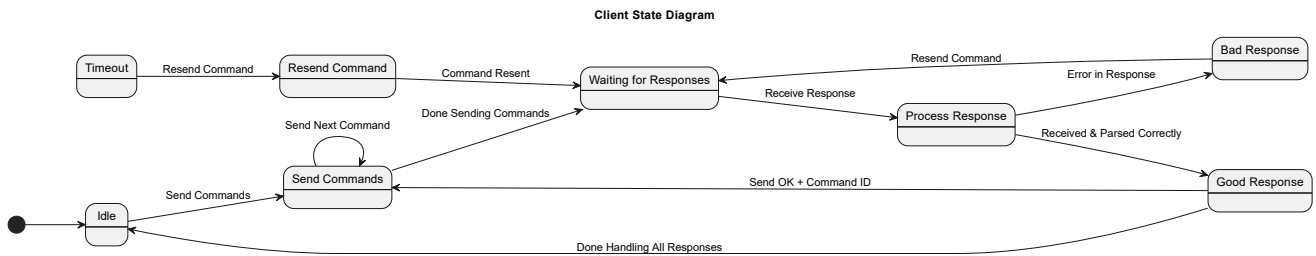 Client State Diagram
Timeout
Resend Command
Resend Command
Command Resent
Waiting for Responses
Resend Command
Bad Response
Error in Response
Receive Response
Process Response
Received & Parsed Correctly
Done Sending Commands
Send Next Command
Send Commands
Send Commands
Send OK + Command ID
Good Response
Idle
Done Handling All Responses